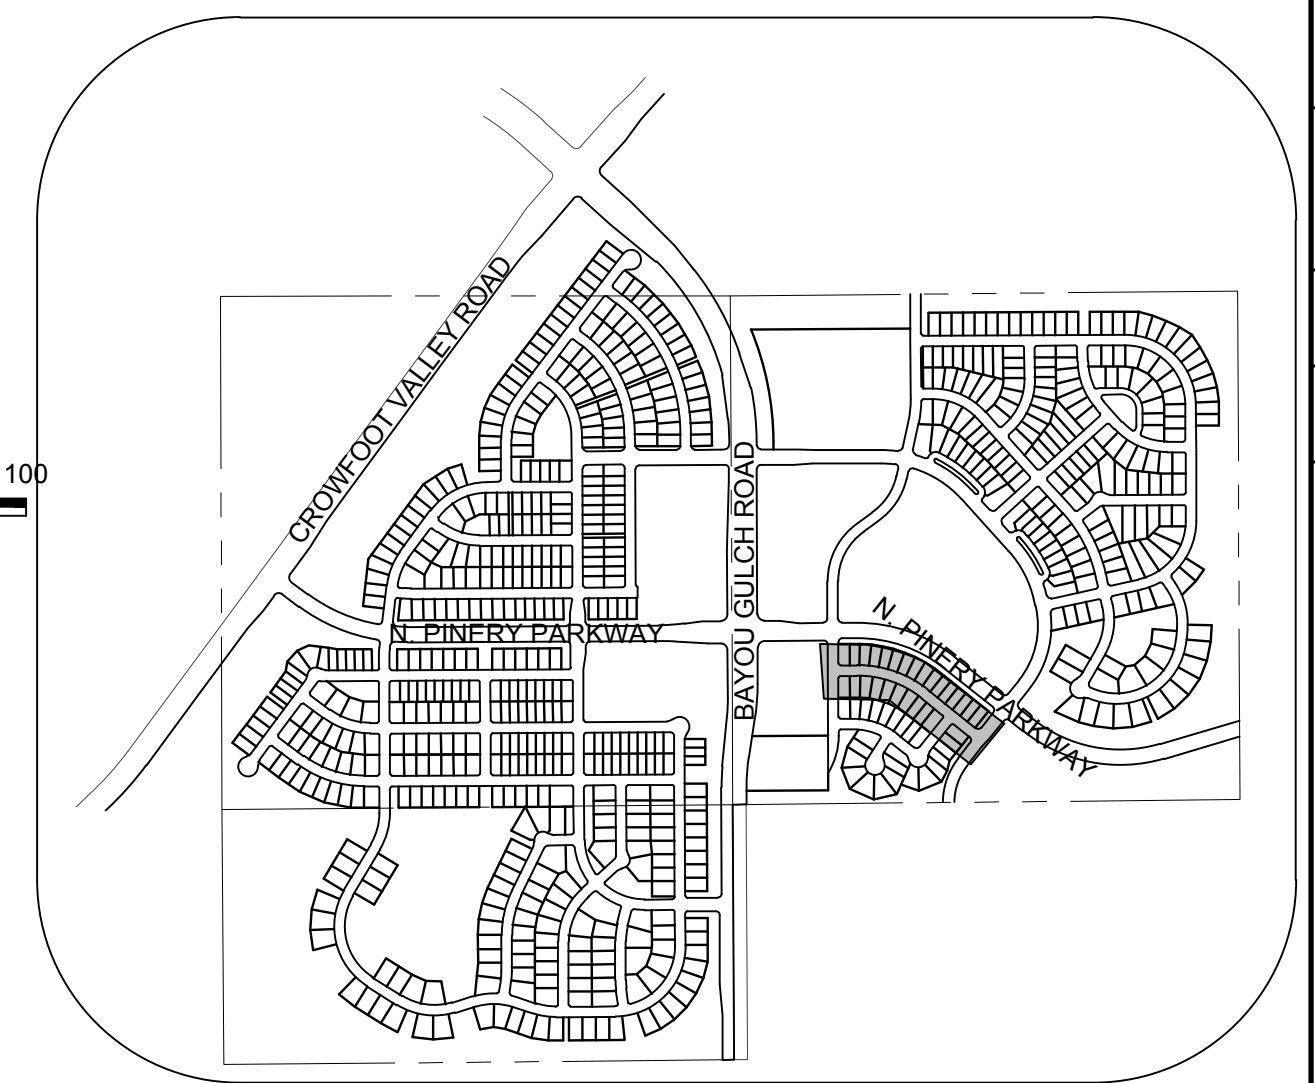 CROWFOOT VALLEY ROAD
100
BAYOU GULCH ROAD
N. PINERY PARKWAY
N. PINERY PARKWAY